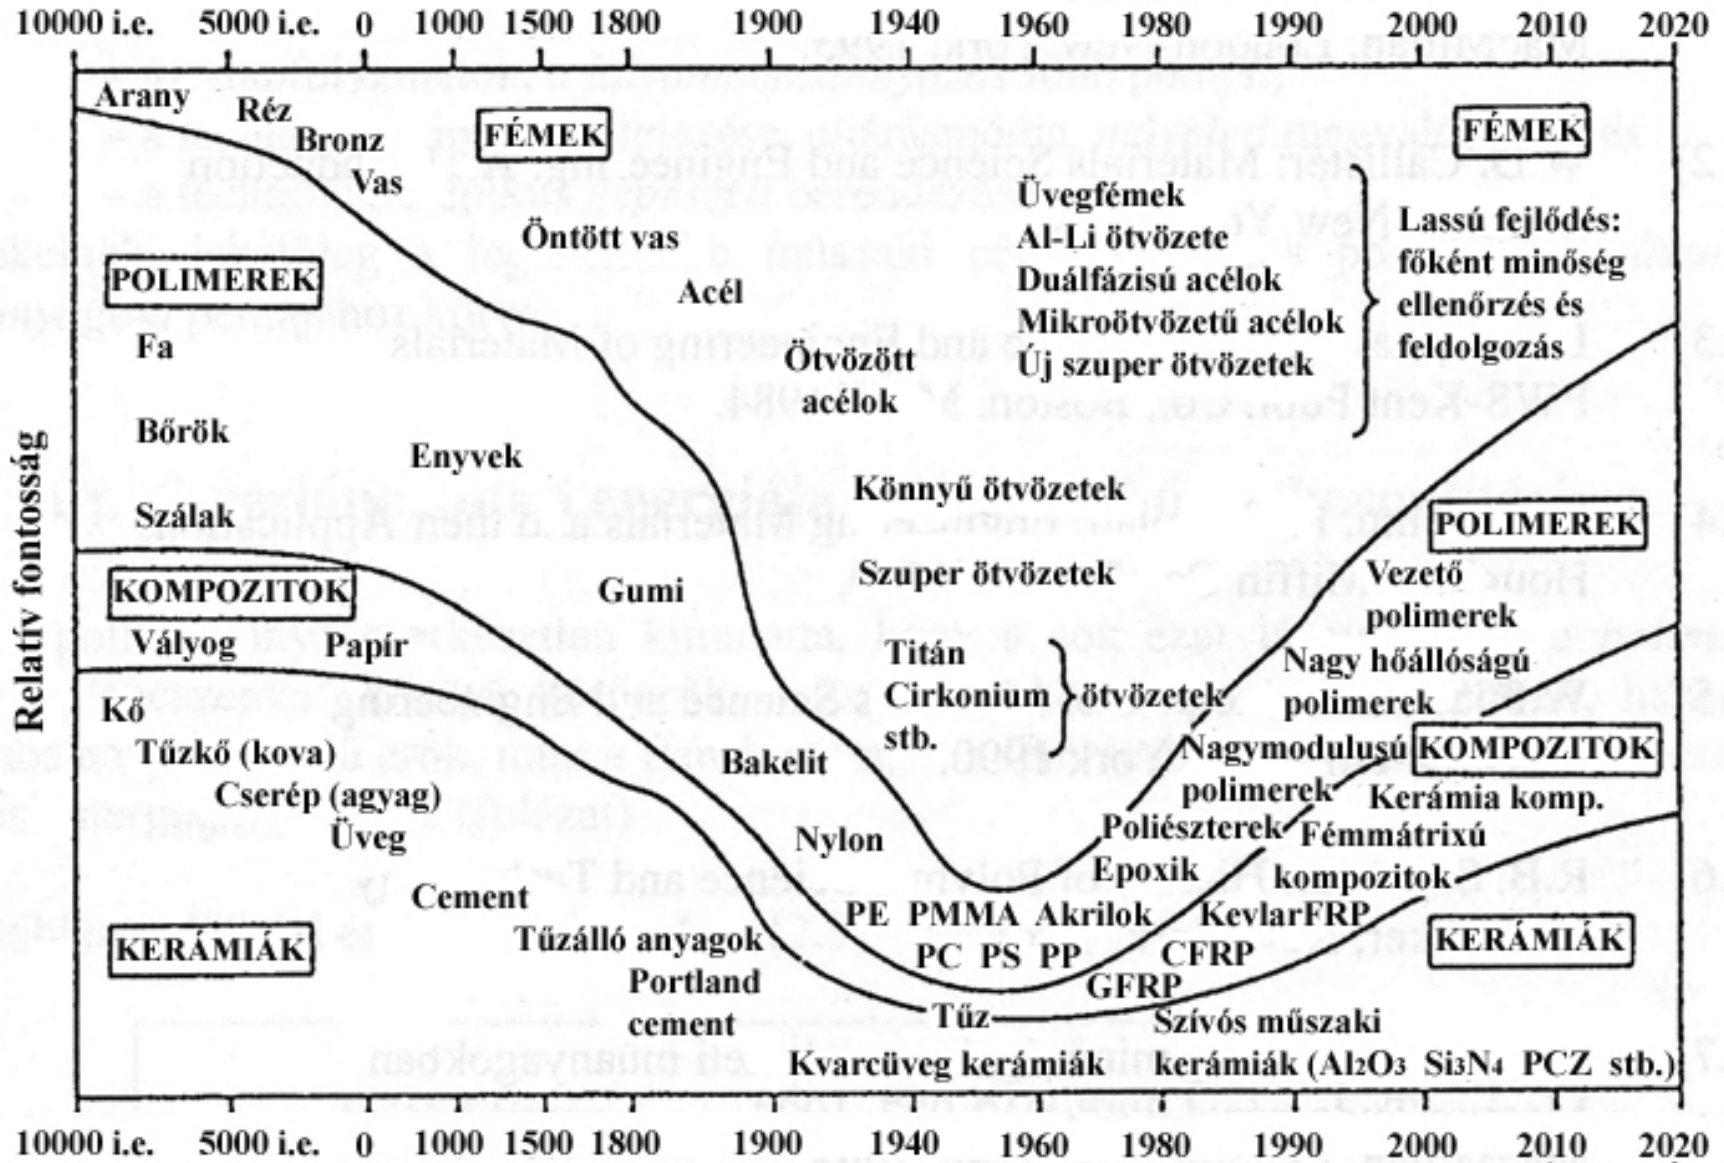 10000 i.e. 5000 i.e. 0 1000 1500 1800 1900 1940 1960 1980 1990 2000 2010 2020
Relatív fontosság
Arany
Réz
Bronz
Vas
FÉMEK
Öntött vas
Acél
Ötvözött
acélok
Könnyű ötvözetek
Szuper ötvözetek
Titán
Cirkonium
stb.
ötvözetek
FÉMEK
Üvegfémek
Al-Li ötvözete
Duálfázisú acélok
Mikroötvözetű acélok
Új szuper ötvözetek
Lassú fejlődés:
főként minőség
ellenőrzés és
feldolgozás
POLIMEREK
Fa
Bőrök
Szálak
Enyvek
Gumi
Bakelit
Nylon
PE PMMA Akrilok
PC PS PP
POLIMEREK
Vezető
polimerek
Nagy hőállóságú
polimerek
Nagymodulusú
polimerek
Poliészterek
Epoxik
KOMPOZITOK
Vályog
Papír
KOMPOZITOK
Kerámia komp.
Fémmátrixú
kompozitok
KevlarFRP
CFRP
GFRP
Kő
Tűzkő (kova)
Cserép (agyag)
Üveg
Cement
KERÁMIÁK
Tűzálló anyagok
Portland
cement
Tűz
Kvarcüveg kerámiák
KERÁMIÁK
Szívós műszaki
kerámiák (Al2O3 Si3N4 PCZ stb.)
10000 i.e. 5000 i.e. 0 1000 1500 1800 1900 1940 1960 1980 1990 2000 2010 2020